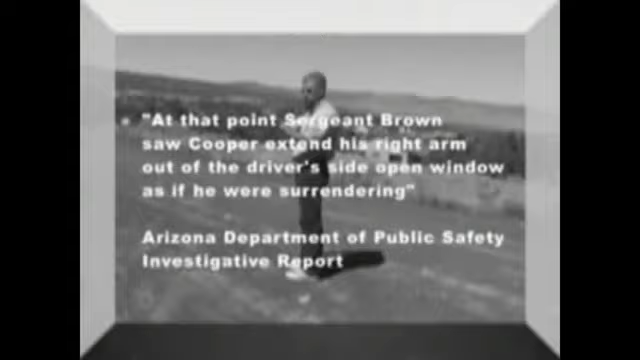 "At that point Sergeant Brown
saw Cooper extend his right arm
out of the driver's side open window
as if he were surrendering"
Arizona Department of Public Safety
Investigative Report